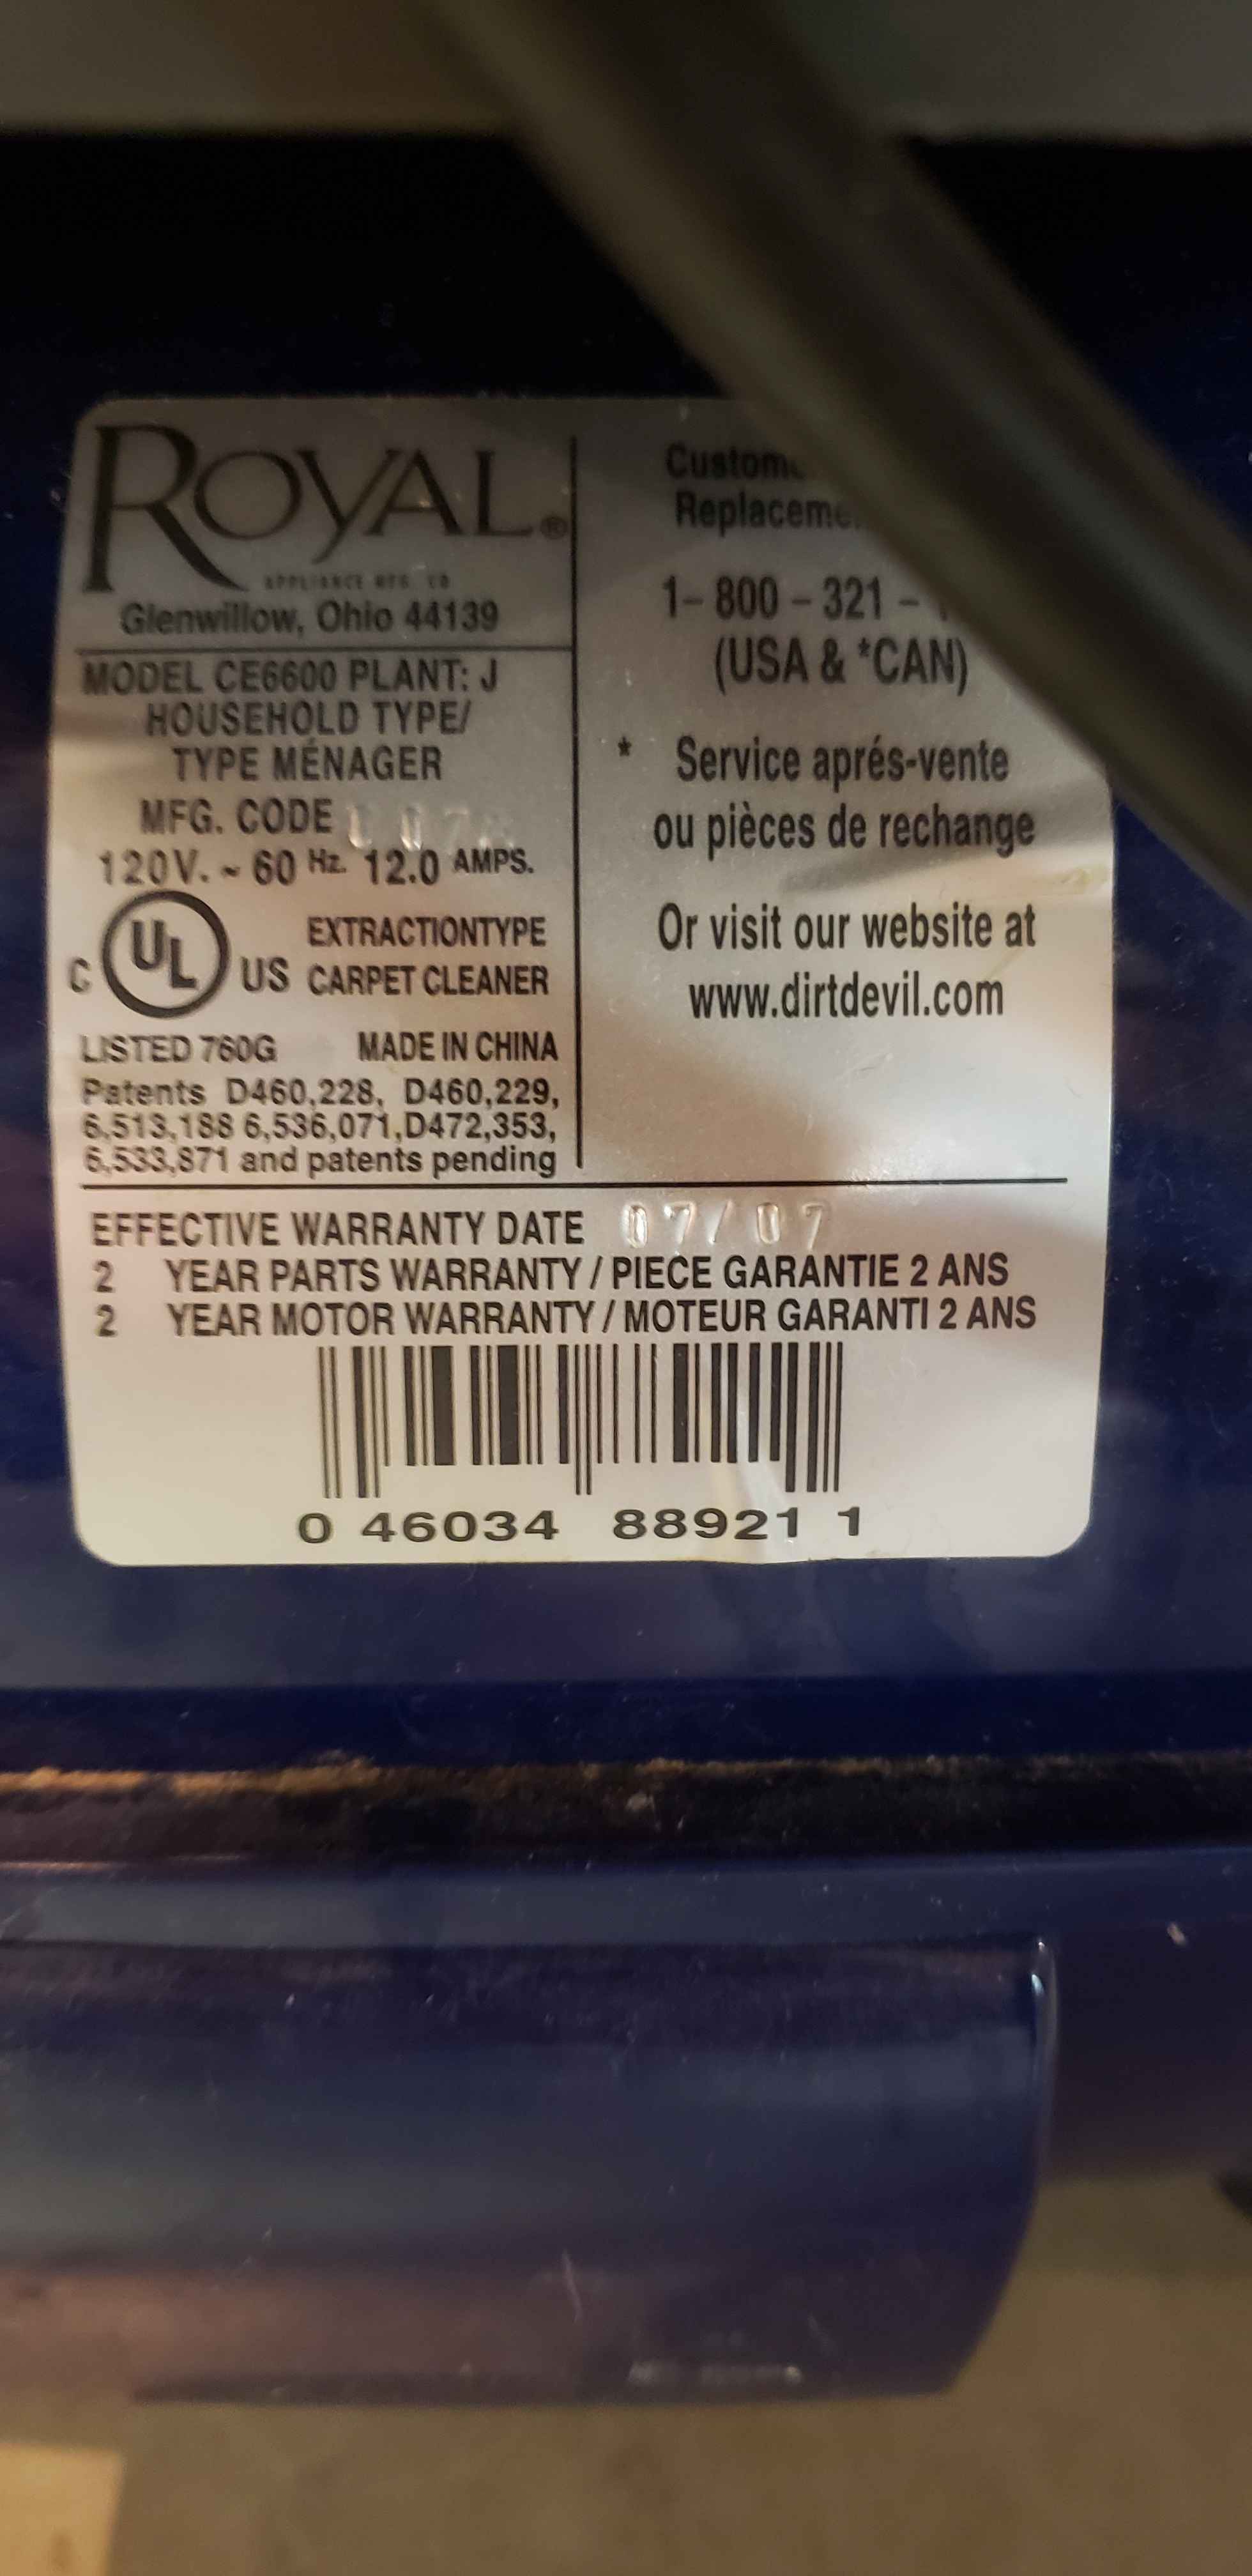 ROYAL®
APPLIANCE MFG. CO
Glenwillow, Ohio 44139
MODEL CE6600 PLANT: J
HOUSEHOLD TYPE/
TYPE MÉNAGER
MFG. CODE
120V. ~ 60 Hz. 12.0 AMPS.
C UL US
EXTRACTIONTYPE
CARPET CLEANER
LISTED 760G MADE IN CHINA
Patents D460,228, D460,229,
6,513,188 6,536,071,D472,353,
6,533,871 and patents pending
1-800-321-
(USA & *CAN)
* Service aprés-vente
ou pièces de rechange
Or visit our website at
www.dirtdevil.com
EFFECTIVE WARRANTY DATE 07/07
2 YEAR PARTS WARRANTY / PIECE GARANTIE 2 ANS
2 YEAR MOTOR WARRANTY / MOTEUR GARANTI 2 ANS
0 46034 88921 1